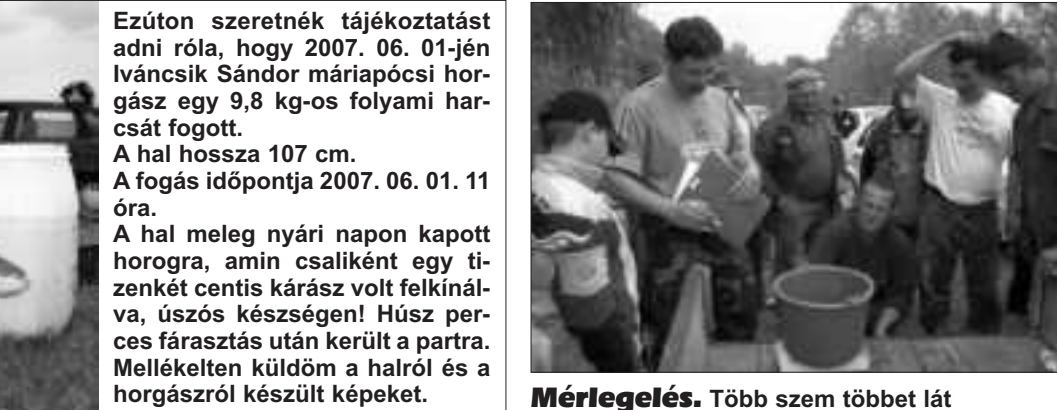 Ezúton szeretnék tájékoztatást
adni róla, hogy 2007. 06. 01-jén
Iváncsik Sándor máriapócsi hor-
gász egy 9,8 kg-os folyami har-
csát fogott.
A hal hossza 107 cm.
A fogás időpontja 2007. 06. 01. 11
óra.
A hal meleg nyári napon kapott
horogra, amin csaliként egy ti-
zenkét centis kárász volt felkínál-
va, úszós készségen! Húsz per-
ces fárasztás után került a partra.
Mellékelten küldöm a halról és a
horgászról készült képeket.
Mérlegelés. Több szem többet lát